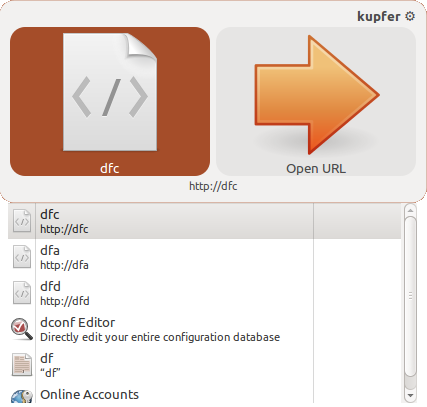 kupfer
dfc
Open URL
http://dfc
dfc
http://dfc
dfa
http://dfa
dfd
http://dfd
dconf Editor
Directly edit your entire configuration database
df
“df”
Online Accounts